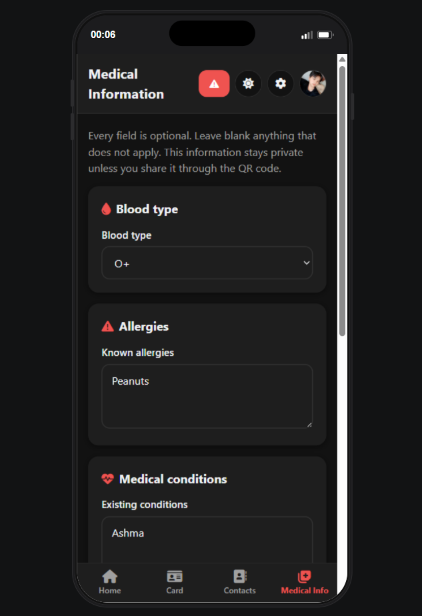 00:06
Medical
Information
Every field is optional. Leave blank anything that
does not apply. This information stays private
unless you share it through the QR code.
Blood type
Blood type
O+
Allergies
Known allergies
Peanuts
Medical conditions
Existing conditions
Ashma
Home
Card
Contacts
Medical Info